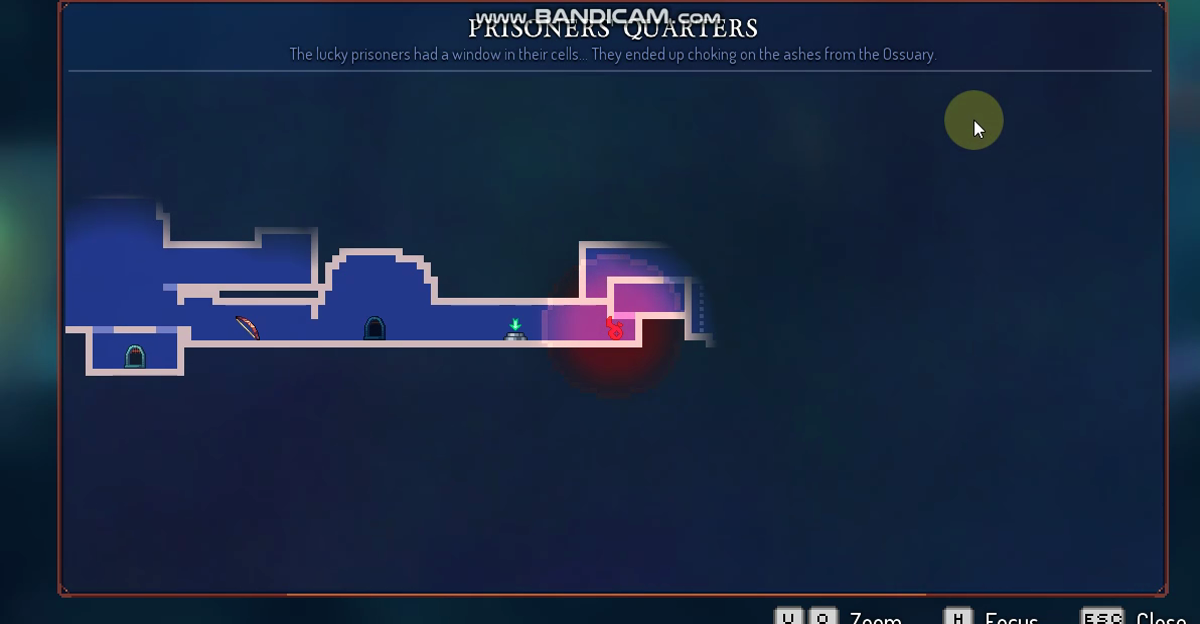 www.BANDICAM.com
PRISONERS' QUARTERS
The lucky prisoners had a window in their cells... They ended up choking on the ashes from the Ossuary.
Zoom
H Focus
ESC Close